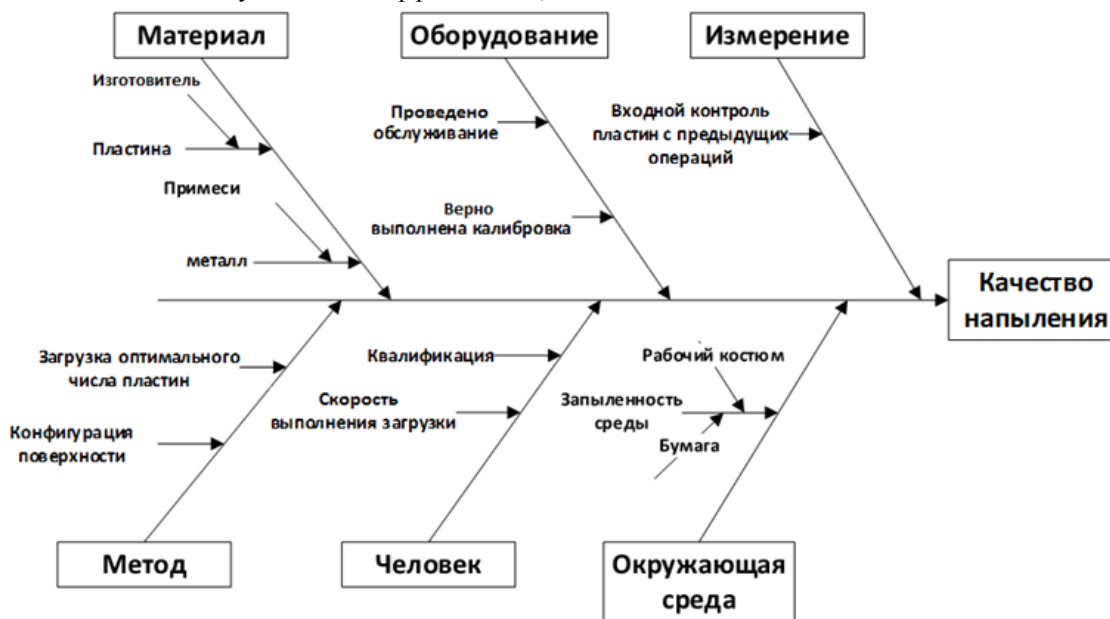 Материал
Оборудование
Измерение
Изготовитель
Пластина
Примеси
металл
Проведено
обслуживание
Верно
выполнена калибровка
Входной контроль
пластин с предыдущих
операций
Качество
напыления
Загрузка оптимального
числа пластин
Конфигурация
поверхности
Квалификация
Скорость
выполнения загрузки
Рабочий костюм
Запыленность
среды
Бумага
Метод
Человек
Окружающая
среда